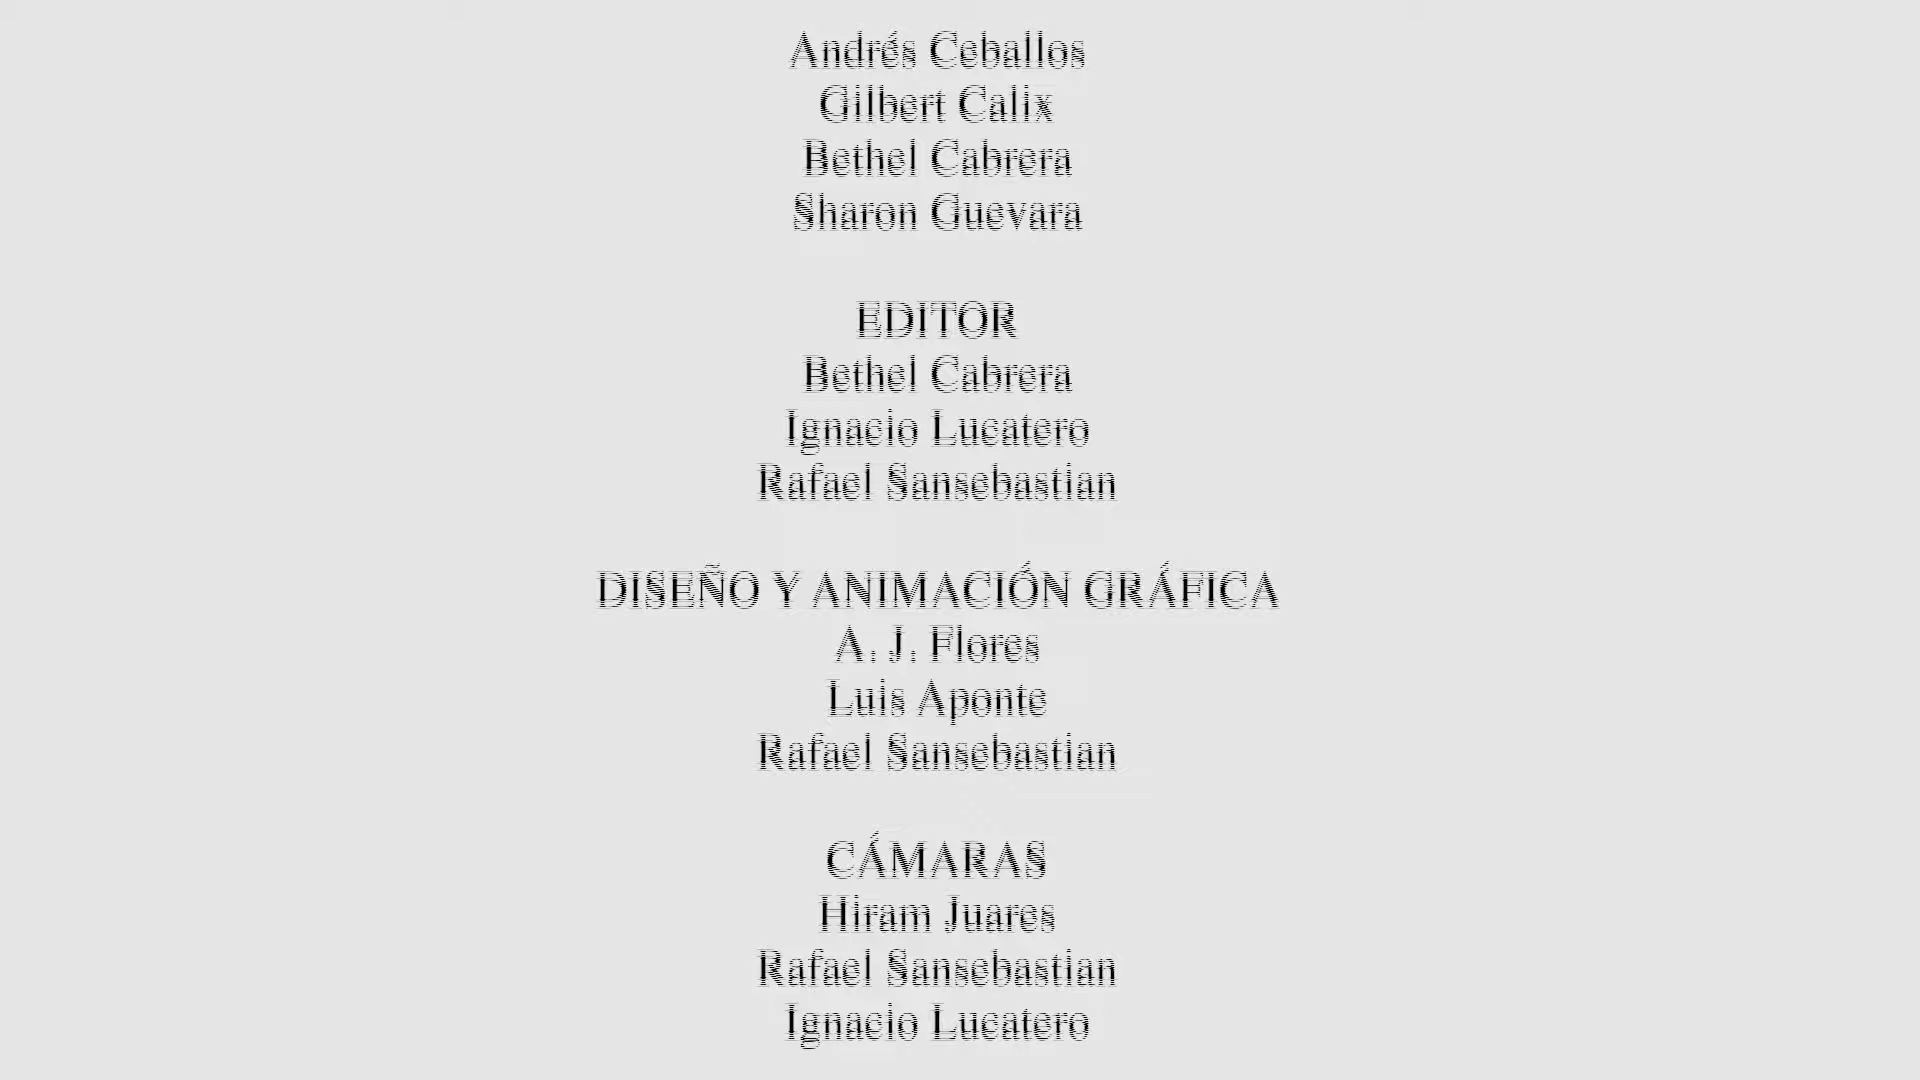 Andrés Ceballos
Gilbert Calix
Bethel Cabrera
Sharon Guevara
EDITOR
Bethel Cabrera
Ignacio Lucatero
Rafael Sansebastian
DISEÑO Y ANIMACIÓN GRÁFICA
A. J. Flores
Luis Aponte
Rafael Sansebastian
CÁMARAS
Hiram Juares
Rafael Sansebastian
Ignacio Lucatero